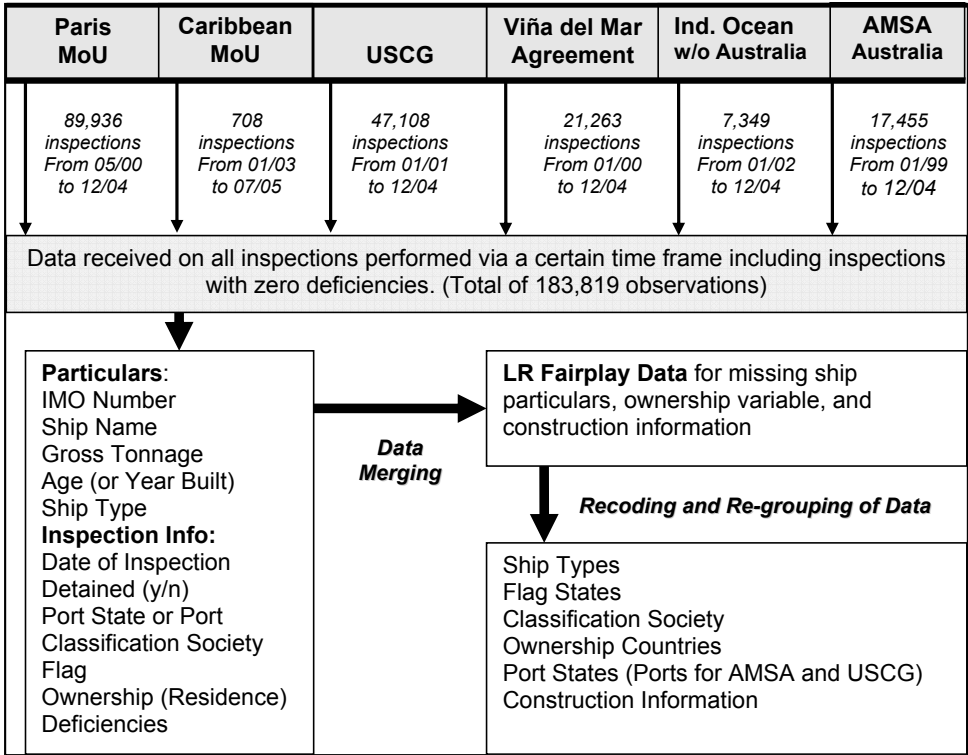 Paris
MoU
Caribbean
MoU
USCG
Viña del Mar
Agreement
Ind. Ocean
w/o Australia
AMSA
Australia
89,936
inspections
From 05/00
to 12/04
708
inspections
From 01/03
to 07/05
47,108
inspections
From 01/01
to 12/04
21,263
inspections
From 01/00
to 12/04
7,349
inspections
From 01/02
to 12/04
17,455
inspections
From 01/99
to 12/04
Data received on all inspections performed via a certain time frame including inspections
with zero deficiencies. (Total of 183,819 observations)
Particulars:
IMO Number
Ship Name
Gross Tonnage
Age (or Year Built)
Ship Type
Inspection Info:
Date of Inspection
Detained (y/n)
Port State or Port
Classification Society
Flag
Ownership (Residence)
Deficiencies
Data
Merging
LR Fairplay Data for missing ship
particulars, ownership variable, and
construction information
Recoding and Re-grouping of Data
Ship Types
Flag States
Classification Society
Ownership Countries
Port States (Ports for AMSA and USCG)
Construction Information